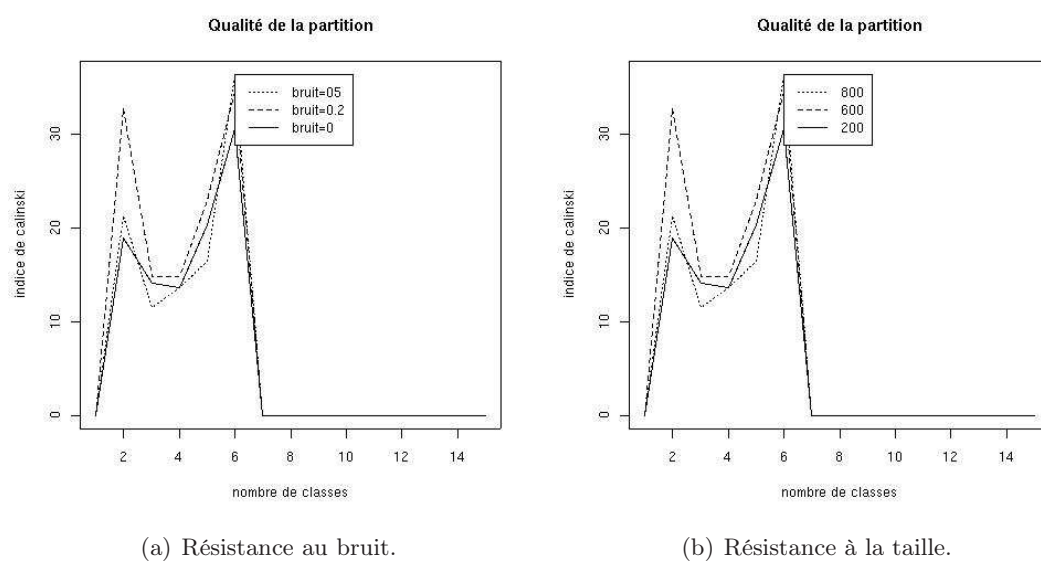 Qualité de la partition
bruit=05
bruit=0.2
bruit=0
indice de calinski
0
10
20
30
2
4
6
8
10
12
14
nombre de classes
(a) Résistance au bruit.
Qualité de la partition
800
600
200
indice de calinski
0
10
20
30
2
4
6
8
10
12
14
nombre de classes
(b) Résistance à la taille.